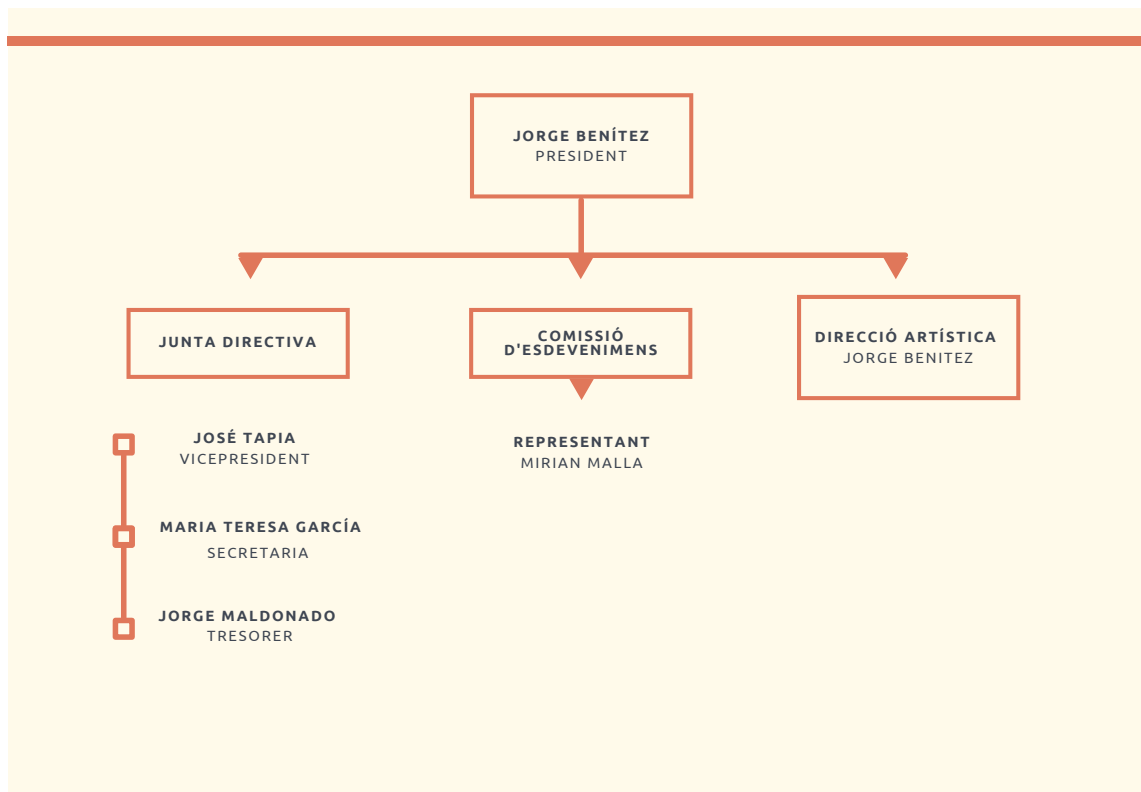 JORGE BENÍTEZ
PRESIDENT
JUNTA DIRECTIVA
COMISSIÓ
D'ESDEVENIMENS
DIRECCIÓ ARTÍSTICA
JORGE BENITEZ
JOSÉ TAPIA
VICEPRESIDENT
MARIA TERESA GARCÍA
SECRETARIA
JORGE MALDONADO
TRESORER
REPRESENTANT
MIRIAN MALLA